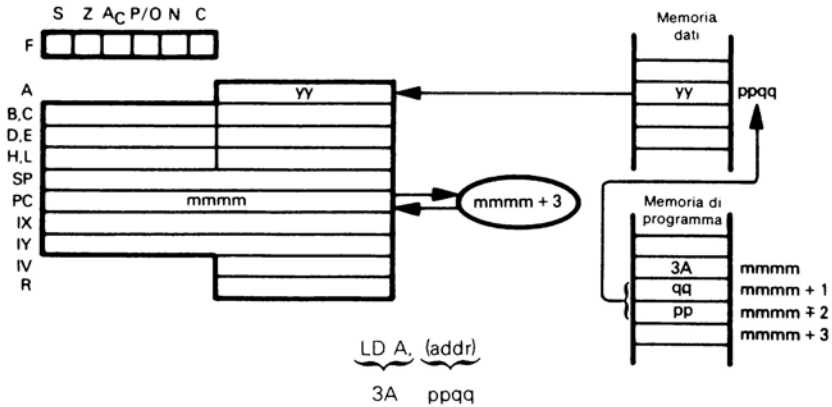 S Z AC P/O N C
F
A yy
B,C
D,E
H,L
SP
PC mmmm
IX
IY
IV
R
mmmm + 3
Memoria
dati
yy ppqq
Memoria di
programma
3A mmmm
qq mmmm + 1
pp mmmm + 2
mmmm + 3
LD A, (addr)
3A ppqq